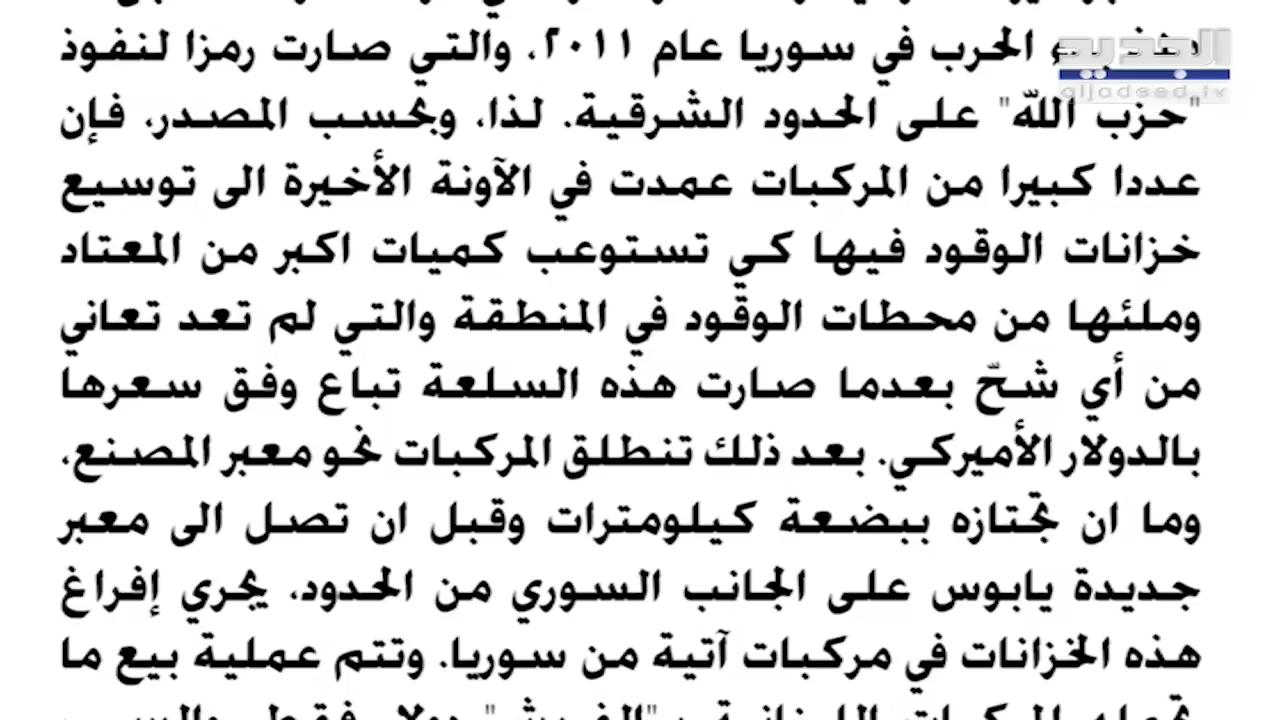 الجديد
aljadeed.tv
الحرب في سوريا عام ٢٠١١، والتي صارت رمزا لنفوذ
"حزب اللّه" على الحدود الشرقية. لذا، وبحسب المصدر، فإن
عددا كبيرا من المركبات عمدت في الآونة الأخيرة الى توسيع
خزانات الوقود فيها كي تستوعب كميات اكبر من المعتاد
وملئها من محطات الوقود في المنطقة والتي لم تعد تعاني
من أي شحّ بعدما صارت هذه السلعة تباع وفق سعرها
بالدولار الأميركي. بعد ذلك تنطلق المركبات نحو معبر المصنع،
وما ان تجتازه ببضعة كيلومترات وقبل ان تصل الى معبر
جديدة يابوس على الجانب السوري من الحدود، يجري إفراغ
هذه الخزانات في مركبات آتية من سوريا. وتتم عملية بيع ما